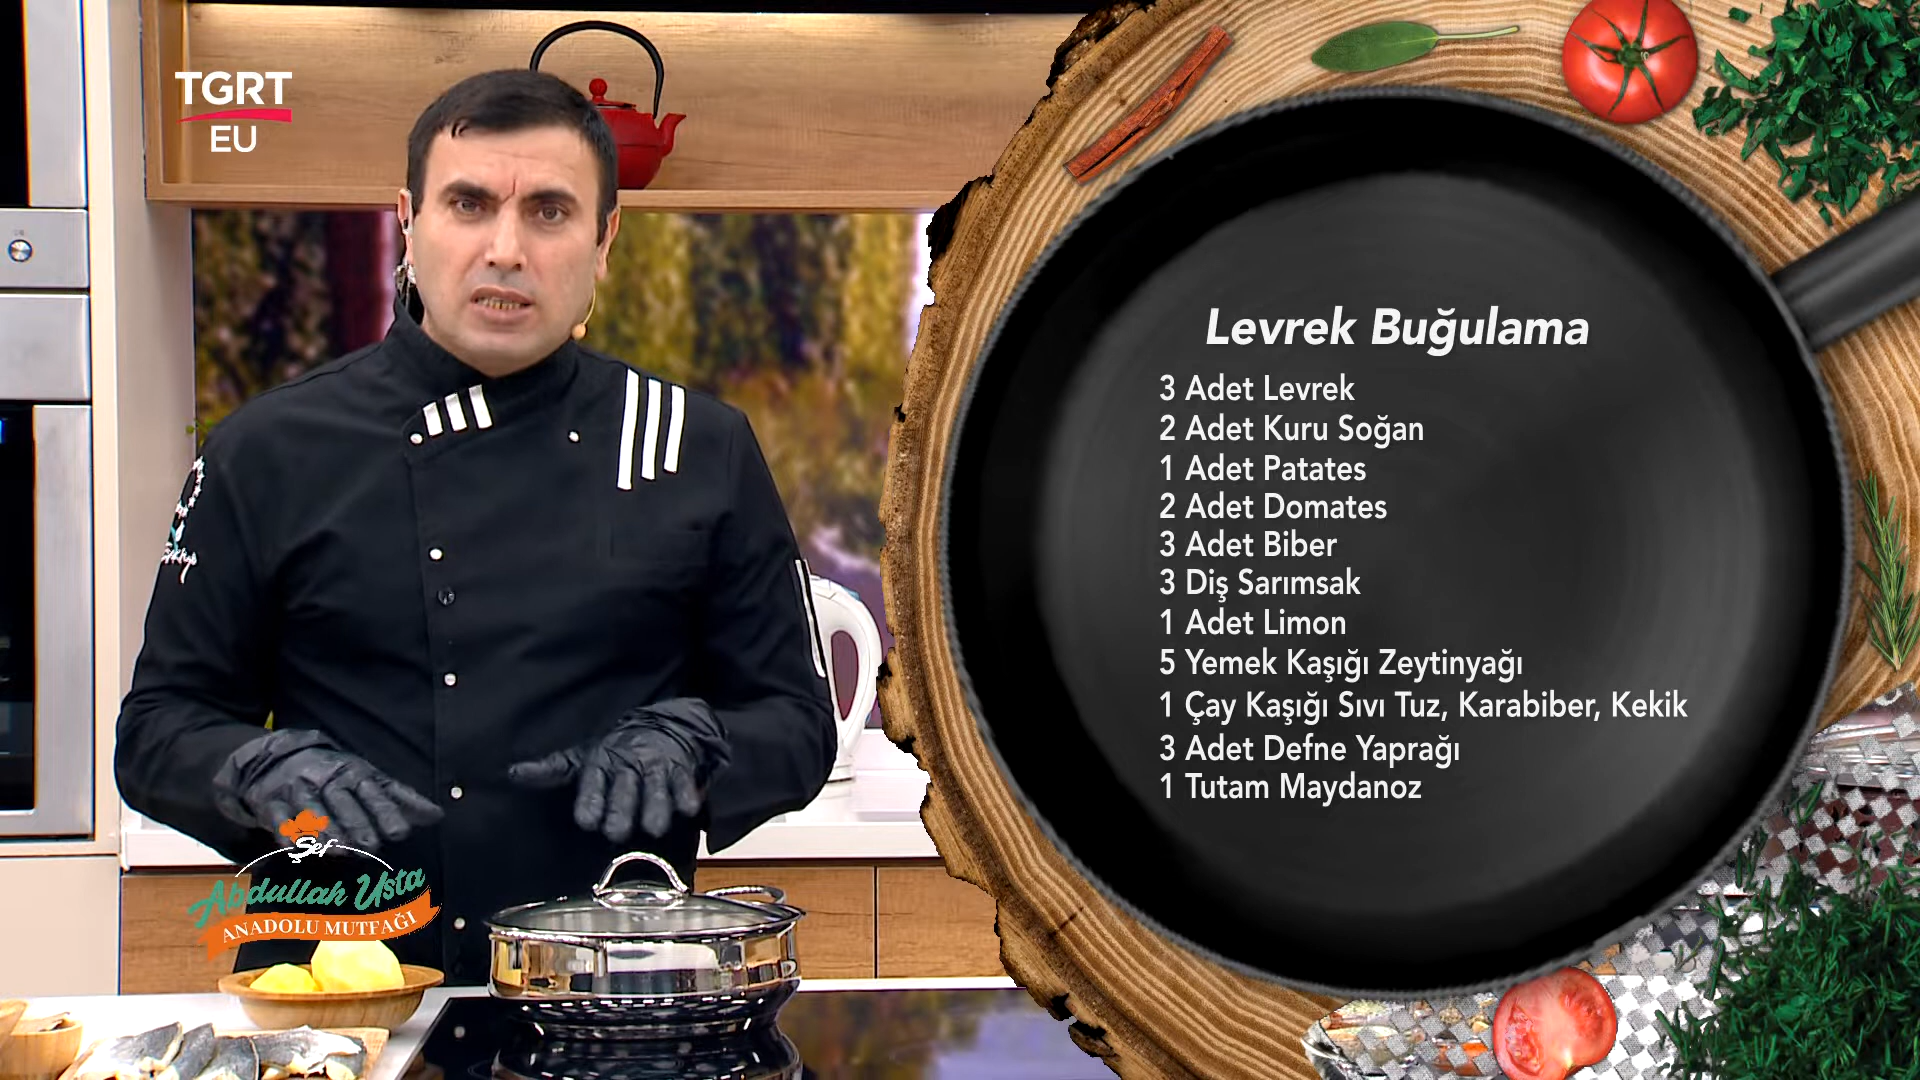 TGRT
EU
Levrek Buğulama
3 Adet Levrek
2 Adet Kuru Soğan
1 Adet Patates
2 Adet Domates
3 Adet Biber
3 Diş Sarımsak
1 Adet Limon
5 Yemek Kaşığı Zeytinyağı
1 Çay Kaşığı Sıvı Tuz, Karabiber, Kekik
3 Adet Defne Yaprağı
1 Tutam Maydanoz
Şef
Abdullah Usta
ANADOLU MUTFAĞI